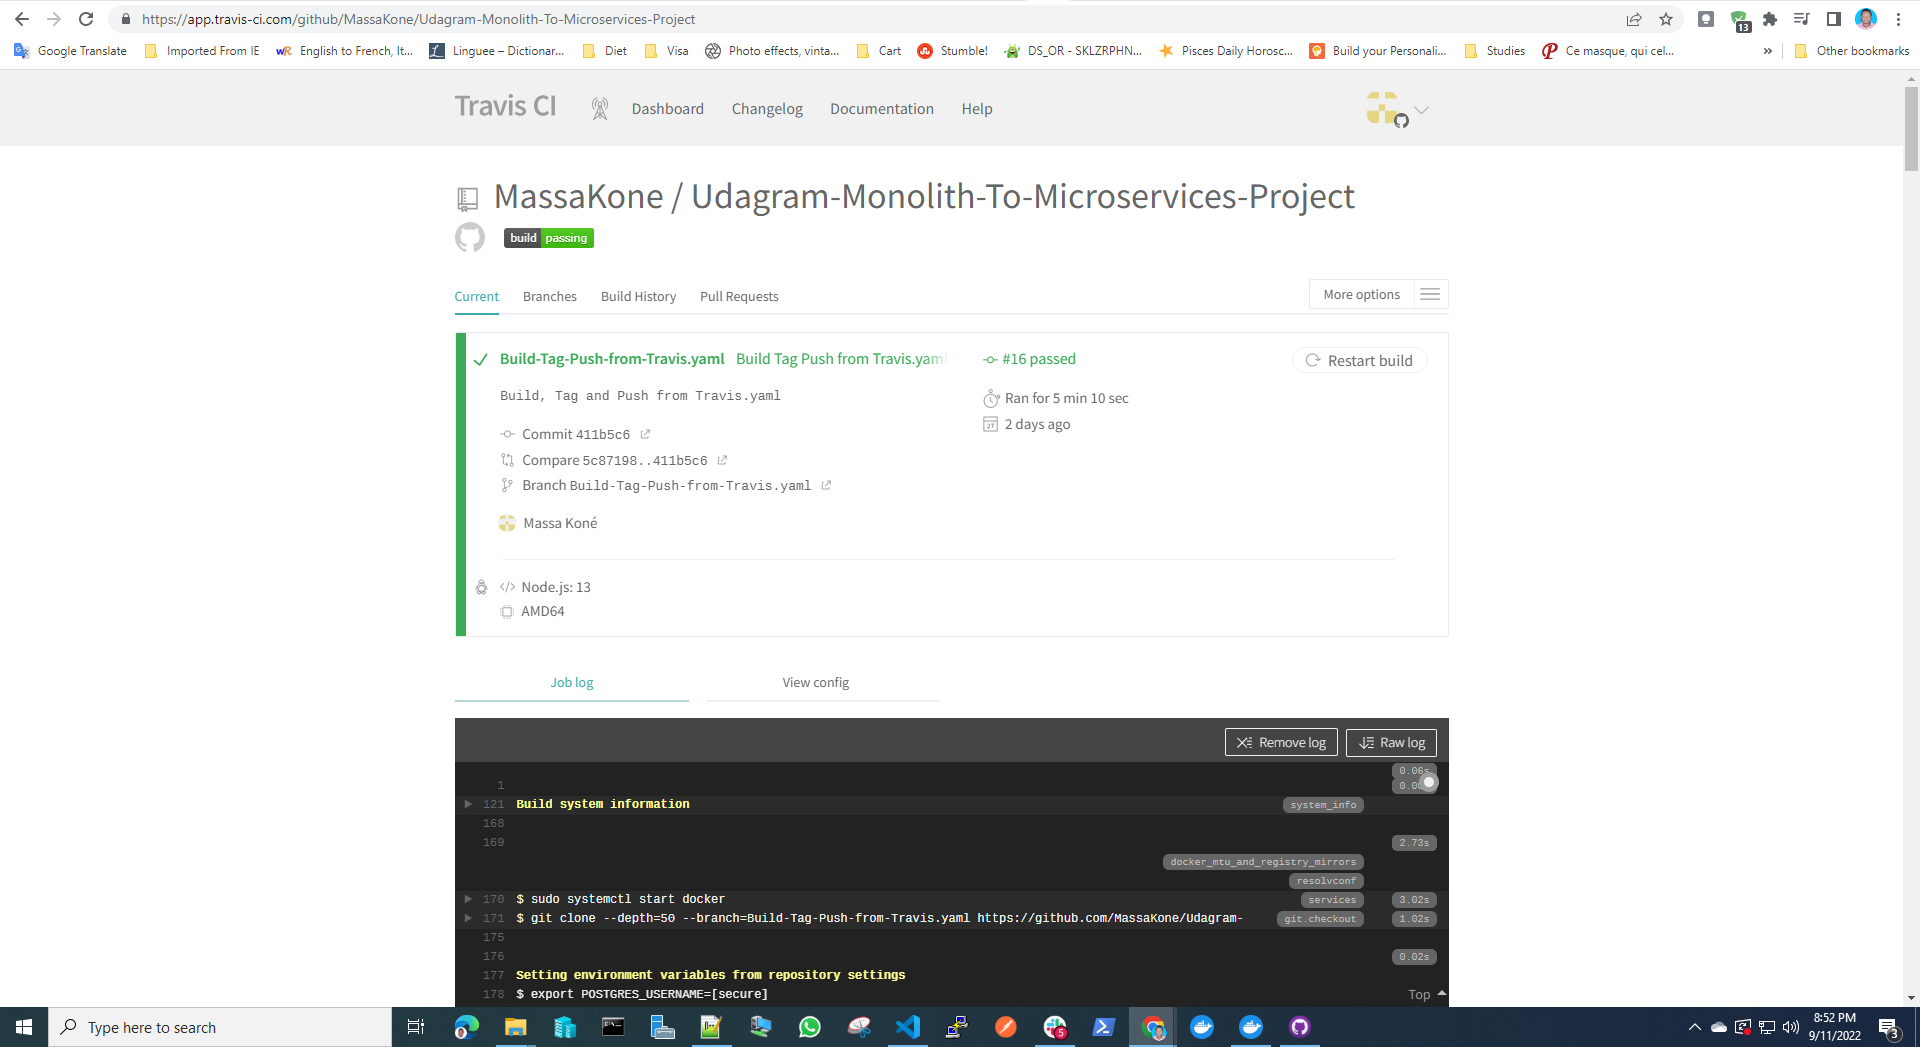 https://app.travis-ci.com/github/MassaKone/Udagram-Monolith-To-Microservices-Project
13
Google Translate Imported From IE English to French, It... Linguee – Dictionar... Diet Visa Photo effects, vinta... Cart Stumble! DS_OR - SKLZRPHN... Pisces Daily Horosc... Build your Personali... Studies Ce masque, qui cel... » Other bookmarks
Travis CI Dashboard Changelog Documentation Help
MassaKone / Udagram-Monolith-To-Microservices-Project
build passing
Current Branches Build History Pull Requests More options
Build-Tag-Push-from-Travis.yaml Build Tag Push from Travis.yaml #16 passed Restart build
Build, Tag and Push from Travis.yaml Ran for 5 min 10 sec
2 days ago
Commit 411b5c6
Compare 5c87198..411b5c6
Branch Build-Tag-Push-from-Travis.yaml
Massa Koné
Node.js: 13
AMD64
Job log View config
Remove log Raw log
0.06s
1
121 Build system information system_info
168
169 2.73s
docker_mtu_and_registry_mirrors
resolvconf
170 $ sudo systemctl start docker services 3.02s
171 $ git clone --depth=50 --branch=Build-Tag-Push-from-Travis.yaml https://github.com/MassaKone/Udagram- git.checkout 1.02s
175
176 0.02s
177 Setting environment variables from repository settings
178 $ export POSTGRES_USERNAME=[secure] Top
Type here to search 5 8:52 PM
9/11/2022 3